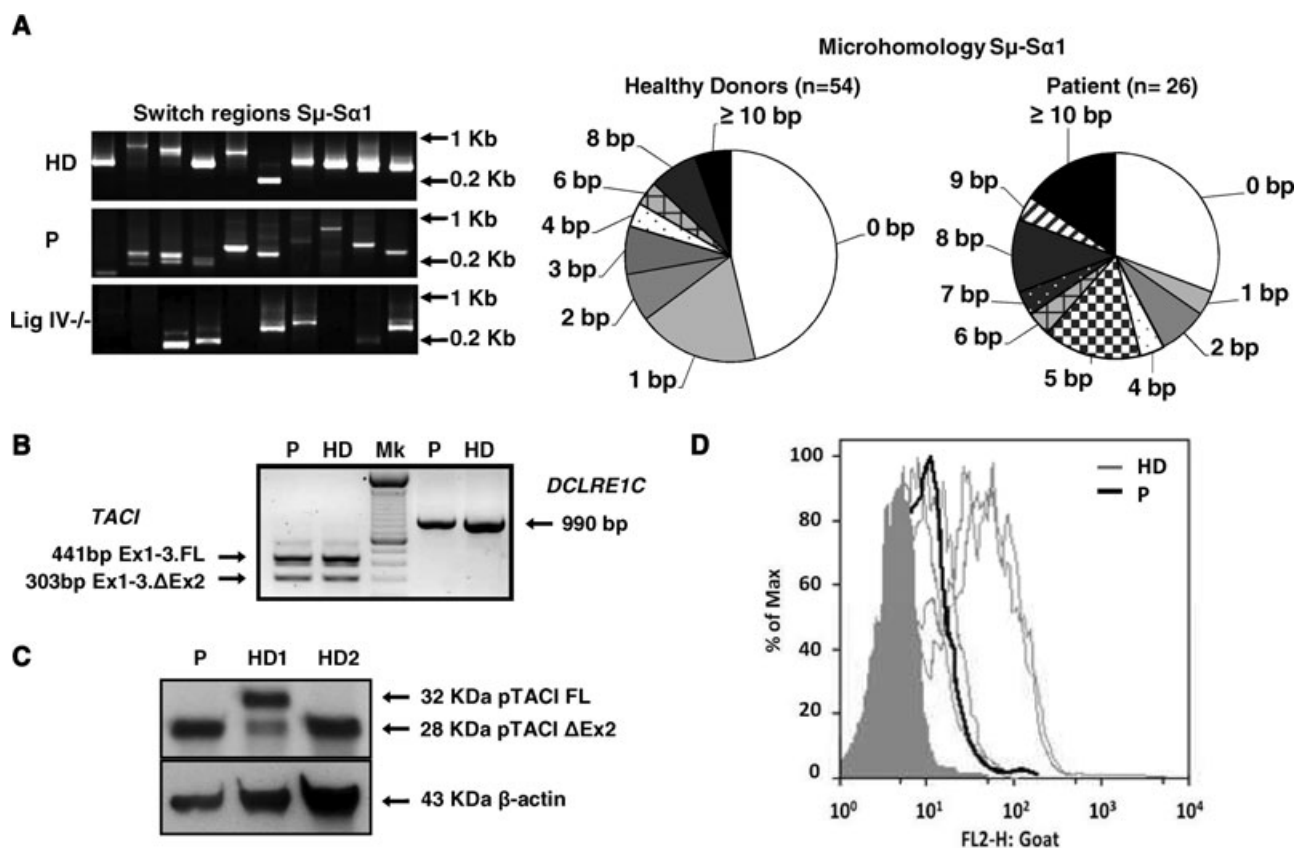 A
Switch regions Sµ-Sα1
HD
1 Kb
0.2 Kb
P
1 Kb
0.2 Kb
Lig IV-/-
1 Kb
0.2 Kb
Microhomology Sµ-Sα1
Healthy Donors (n=54)
≥ 10 bp
8 bp
6 bp
4 bp
3 bp
2 bp
1 bp
0 bp
Patient (n= 26)
≥ 10 bp
9 bp
8 bp
7 bp
6 bp
5 bp
4 bp
2 bp
1 bp
0 bp
B
P HD Mk P HD
TACI
441bp Ex1-3.FL
303bp Ex1-3.ΔEx2
DCLRE1C
990 bp
C
P HD1 HD2
32 KDa pTACI FL
28 KDa pTACI ΔEx2
43 KDa β-actin
D
HD
P
% of Max
100
80
60
40
20
0
10⁰ 10¹ 10² 10³ 10⁴
FL2-H: Goat